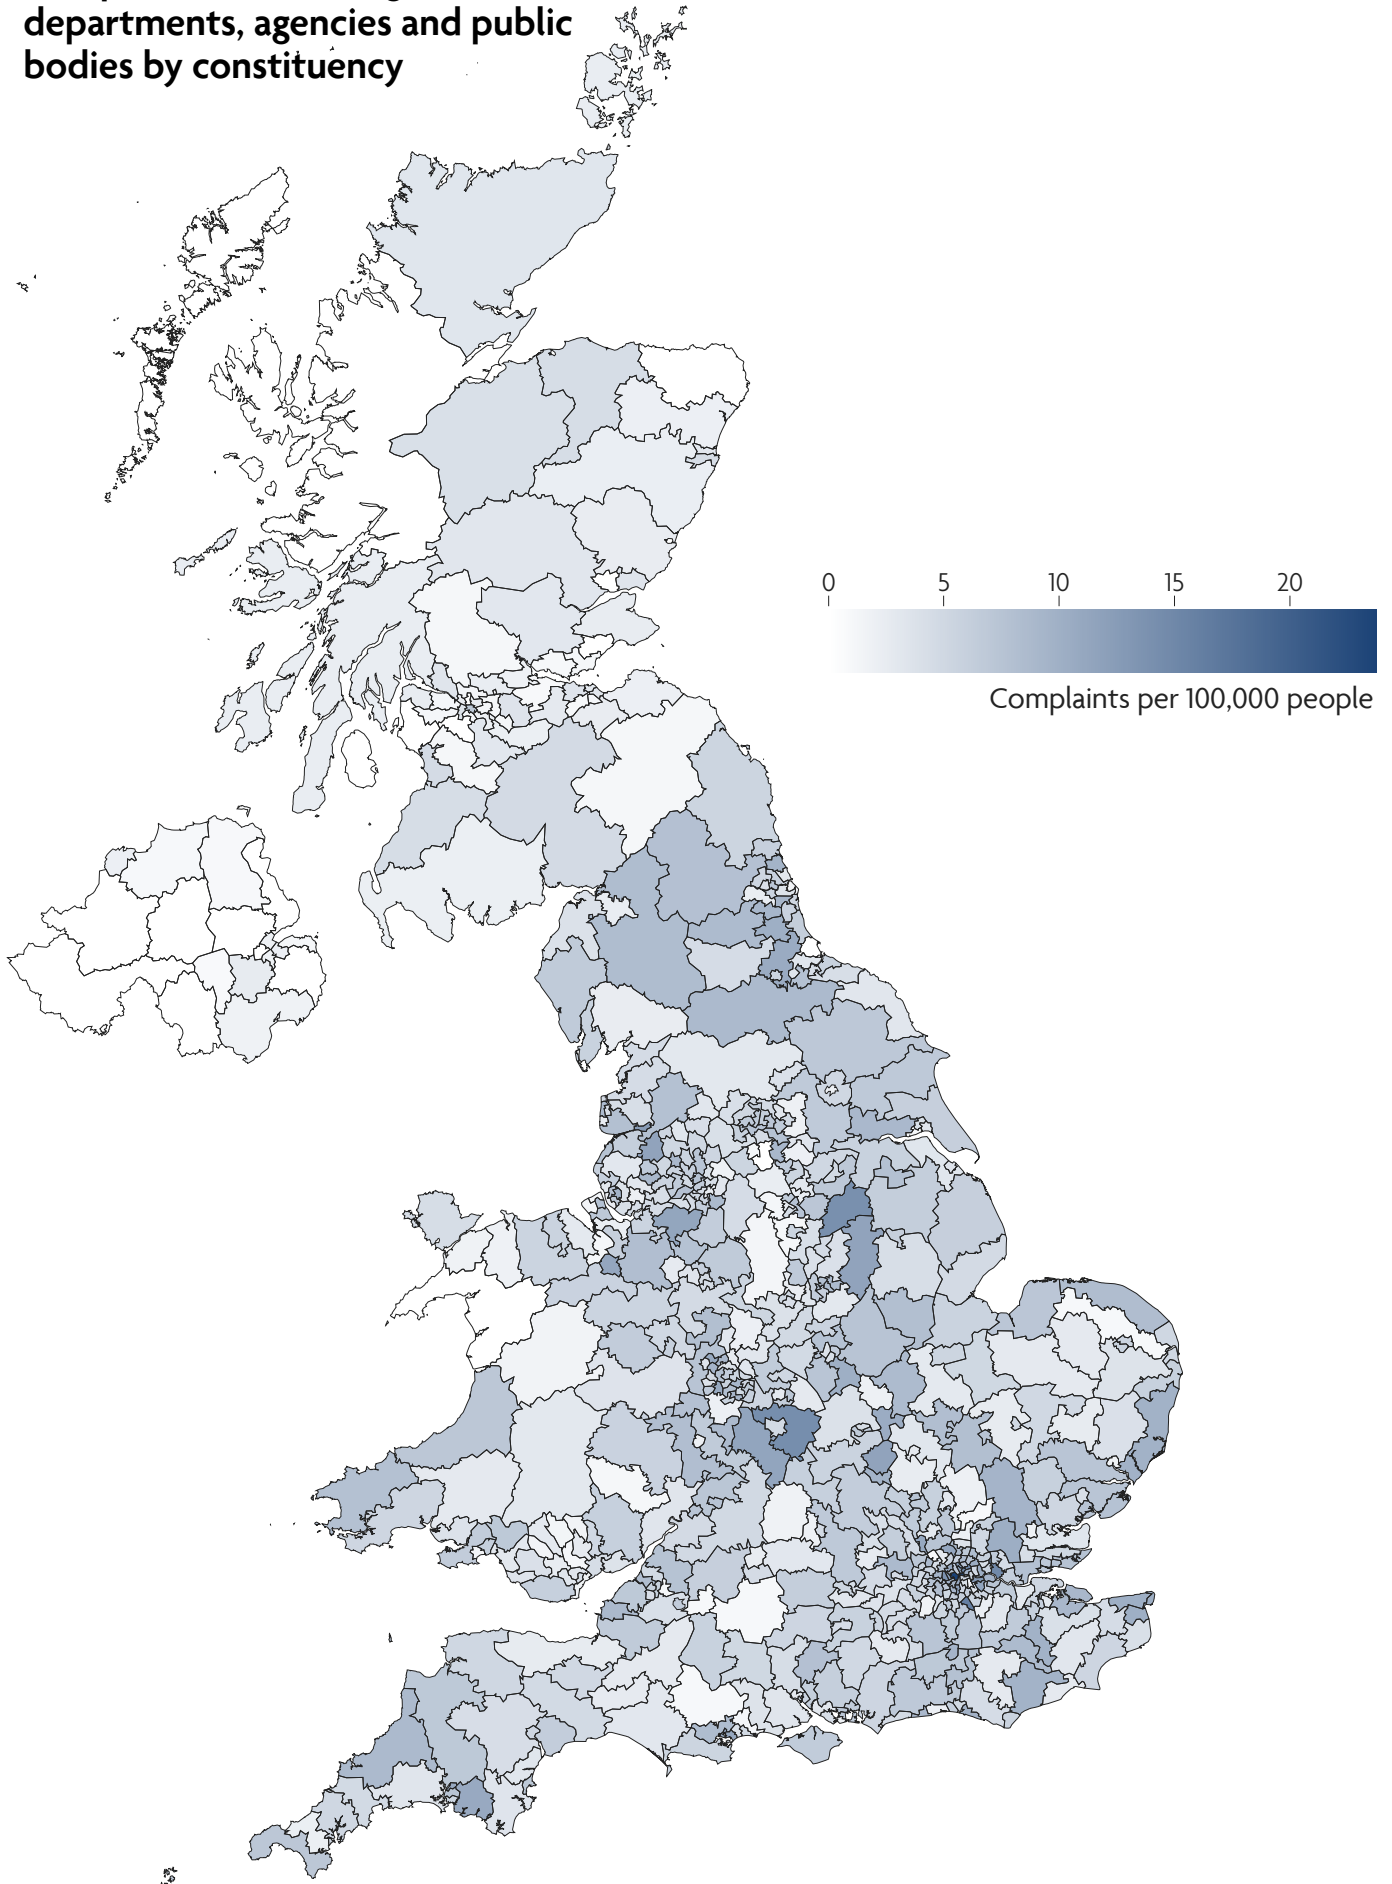 departments, agencies and public
bodies by constituency
0 5 10 15 20
Complaints per 100,000 people